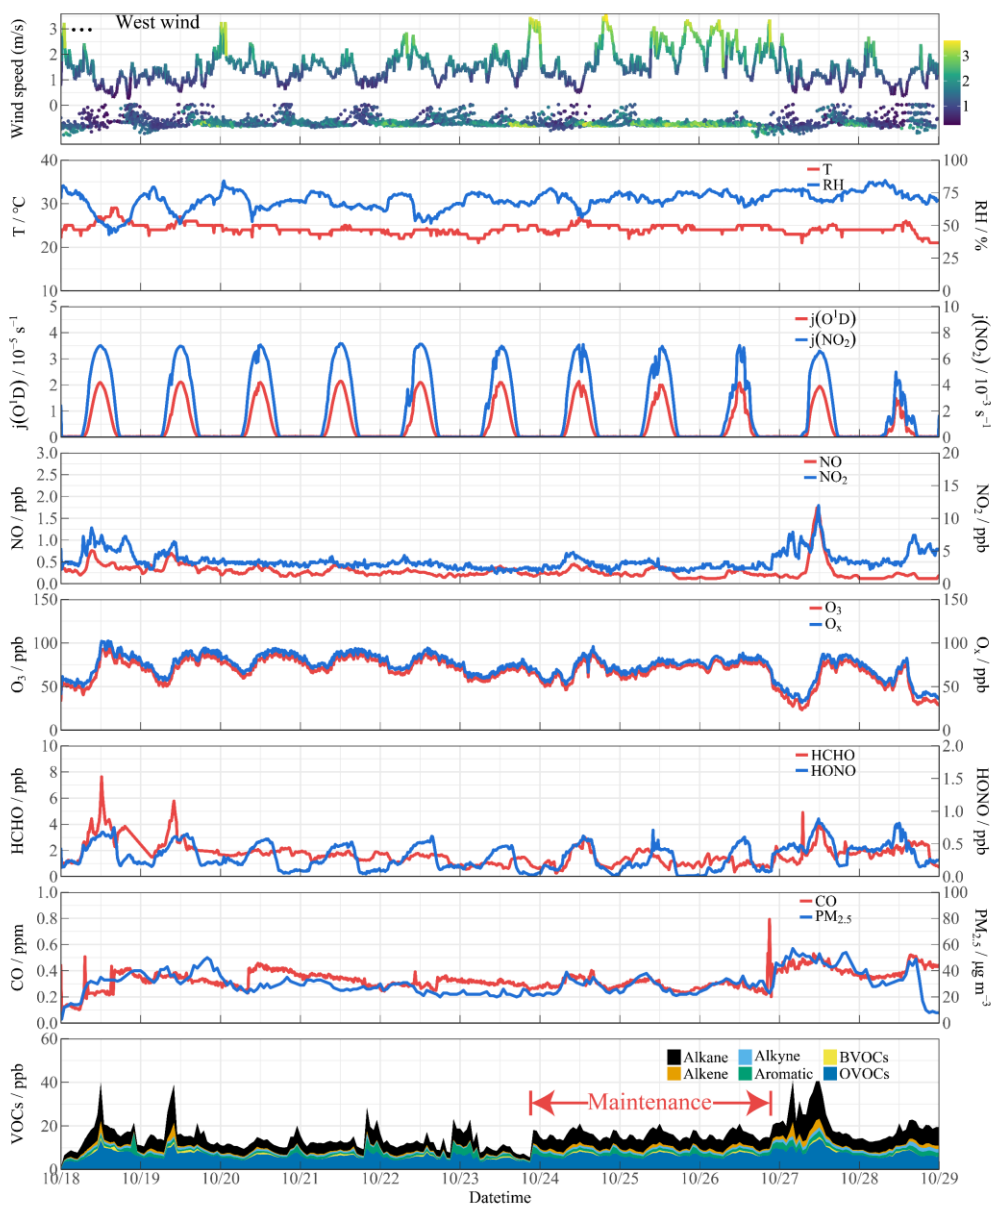 West wind
Wind speed (m/s)
3
2
1
0
3
2
1
T / ℃
40
30
20
10
T
RH
100
75
50
25
0
RH / %
j(O¹D) / 10⁻⁵ s⁻¹
5
4
3
2
1
0
j(O¹D)
j(NO₂)
10
8
6
4
2
0
j(NO₂) / 10⁻³ s⁻¹
NO / ppb
3.0
2.5
2.0
1.5
1.0
0.5
0.0
NO
NO₂
20
15
10
5
0
NO₂ / ppb
O₃ / ppb
150
100
50
0
O₃
Oₓ
150
100
50
0
Oₓ / ppb
HCHO / ppb
10
8
6
4
2
0
HCHO
HONO
2.0
1.5
1.0
0.5
0.0
HONO / ppb
CO / ppm
1.0
0.8
0.6
0.4
0.2
0.0
CO
PM₂.₅
100
80
60
40
20
0
PM₂.₅ / µg m⁻³
VOCs / ppb
60
40
20
0
Alkane Alkyne BVOCs
Alkene Aromatic OVOCs
Maintenance
10/18 10/19 10/20 10/21 10/22 10/23 10/24 10/25 10/26 10/27 10/28 10/29
Datetime